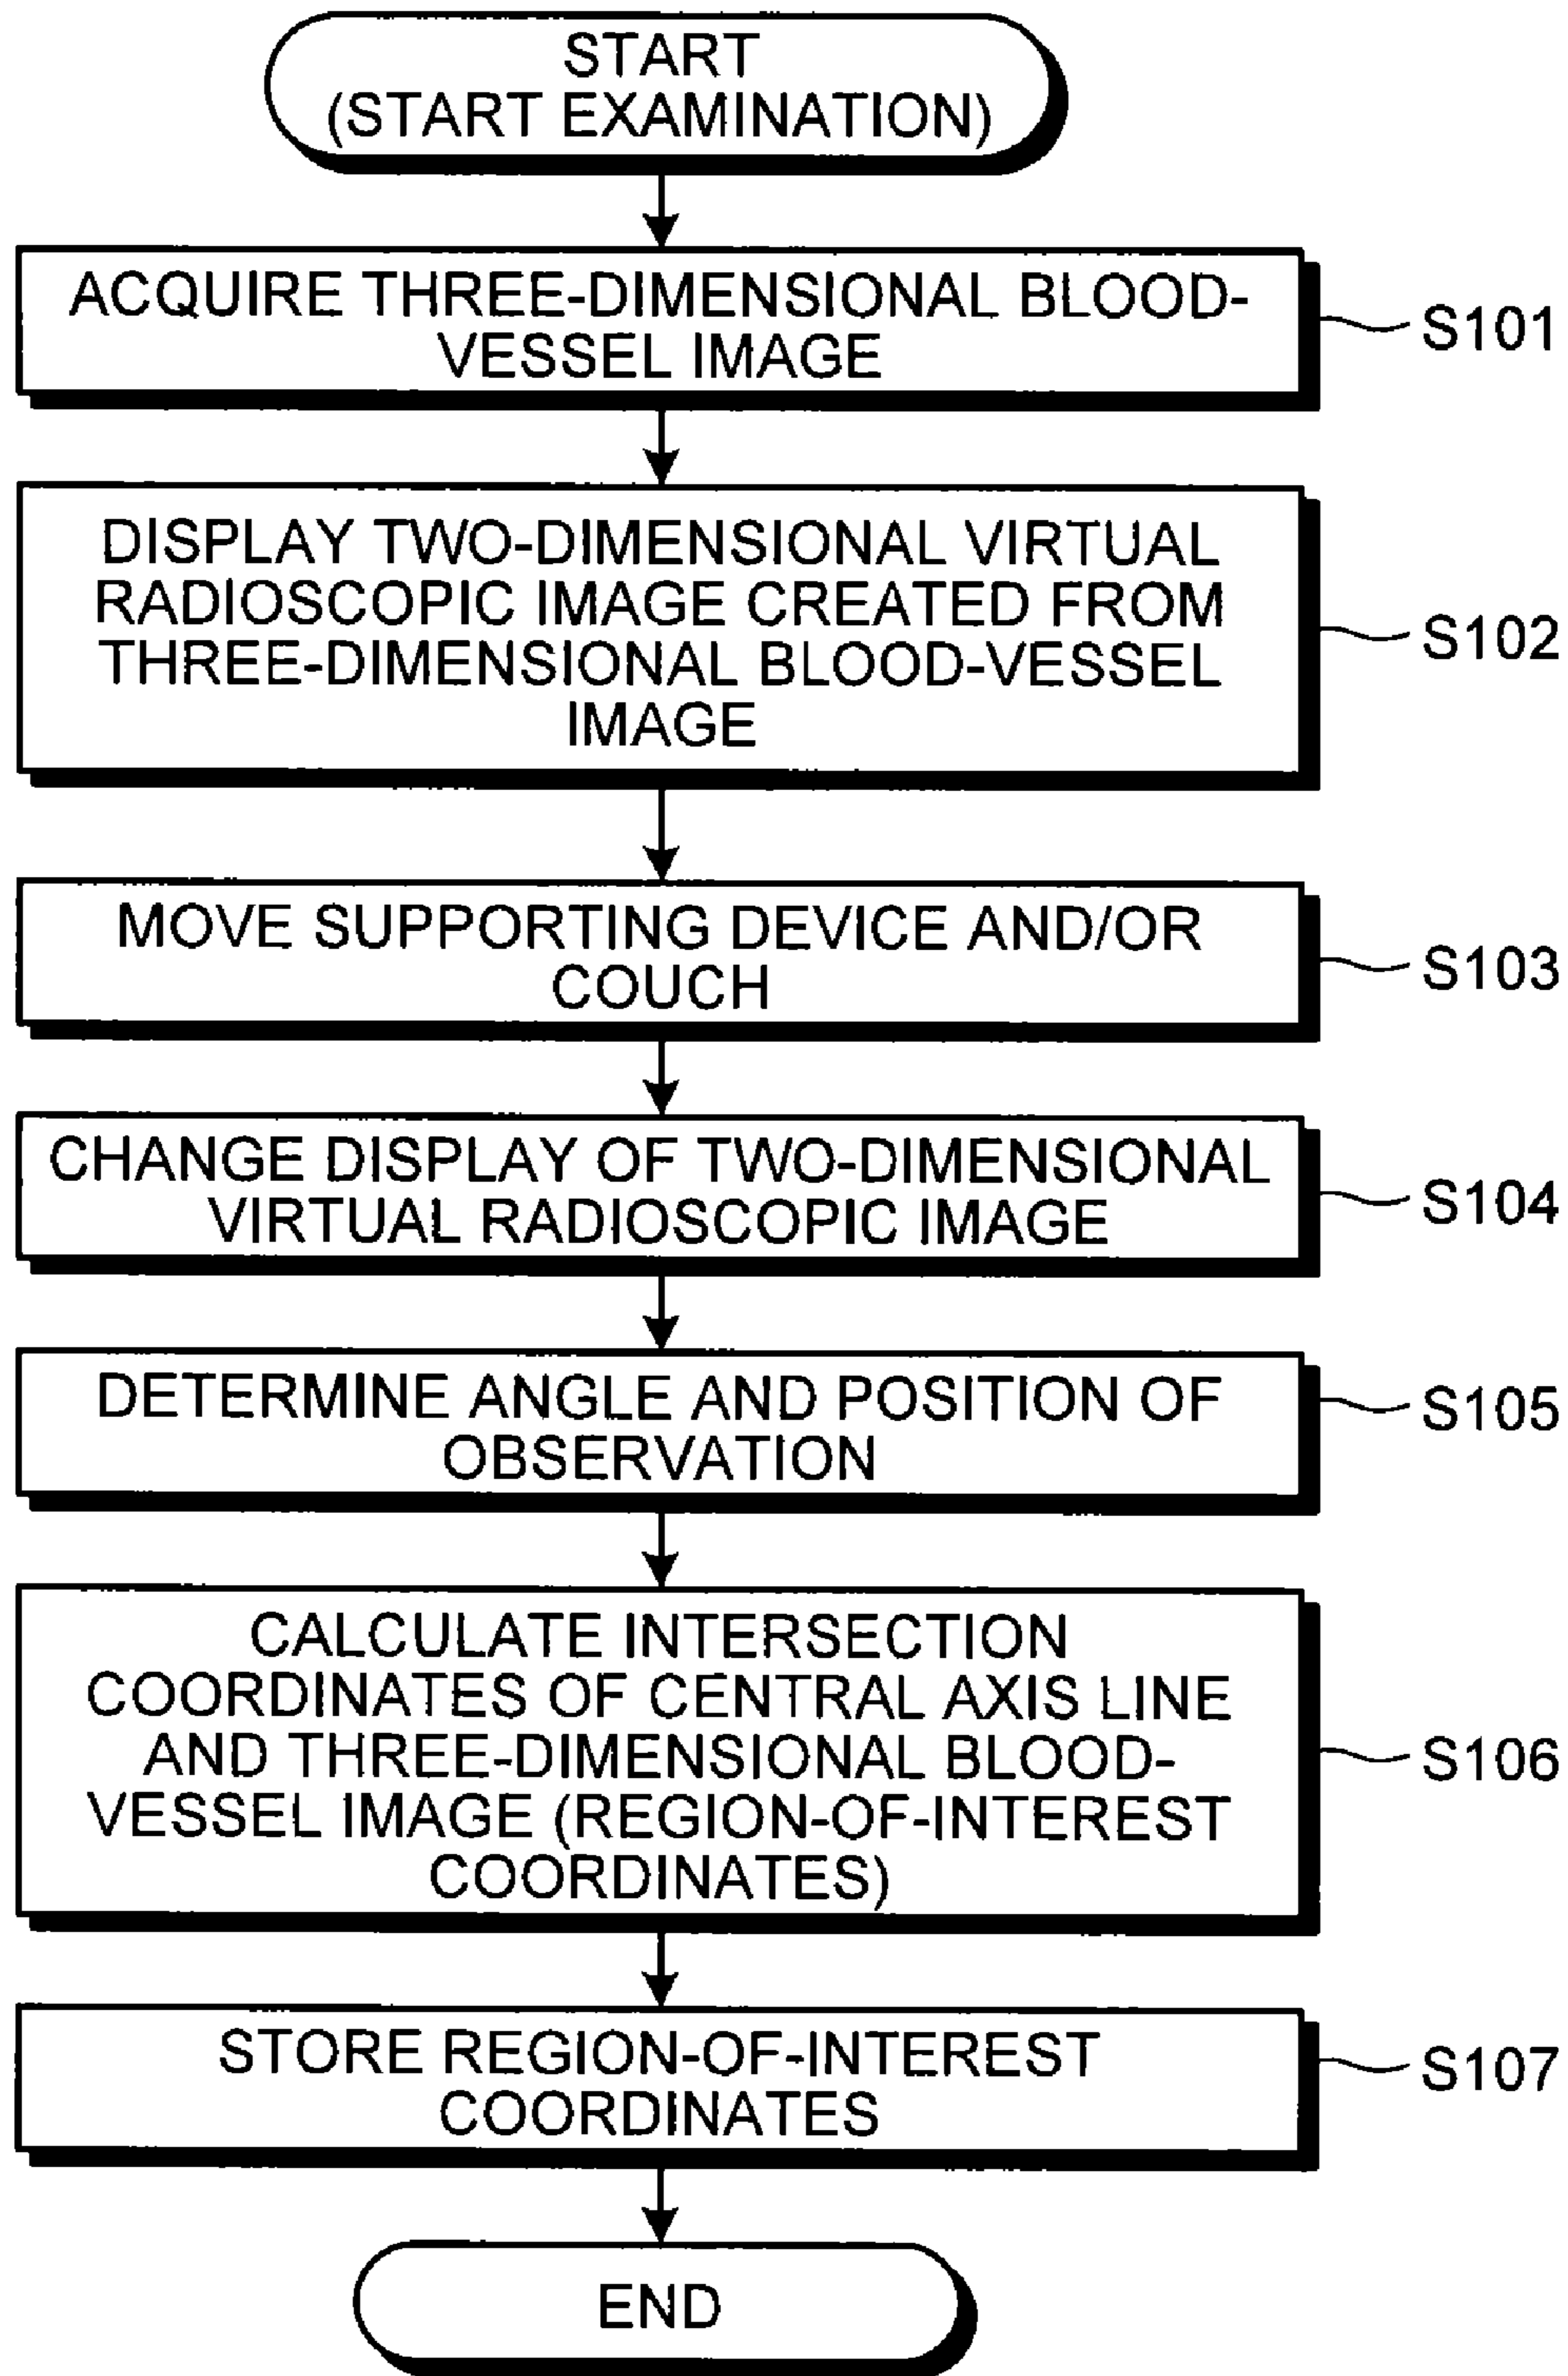 START
(START EXAMINATION)
ACQUIRE THREE-DIMENSIONAL BLOOD-
VESSEL IMAGE
S101
DISPLAY TWO-DIMENSIONAL VIRTUAL
RADIOSCOPIC IMAGE CREATED FROM
THREE-DIMENSIONAL BLOOD-VESSEL
IMAGE
S102
MOVE SUPPORTING DEVICE AND/OR
COUCH
S103
CHANGE DISPLAY OF TWO-DIMENSIONAL
VIRTUAL RADIOSCOPIC IMAGE
S104
DETERMINE ANGLE AND POSITION OF
OBSERVATION
S105
CALCULATE INTERSECTION
COORDINATES OF CENTRAL AXIS LINE
AND THREE-DIMENSIONAL BLOOD-
VESSEL IMAGE (REGION-OF-INTEREST
COORDINATES)
S106
STORE REGION-OF-INTEREST
COORDINATES
S107
END